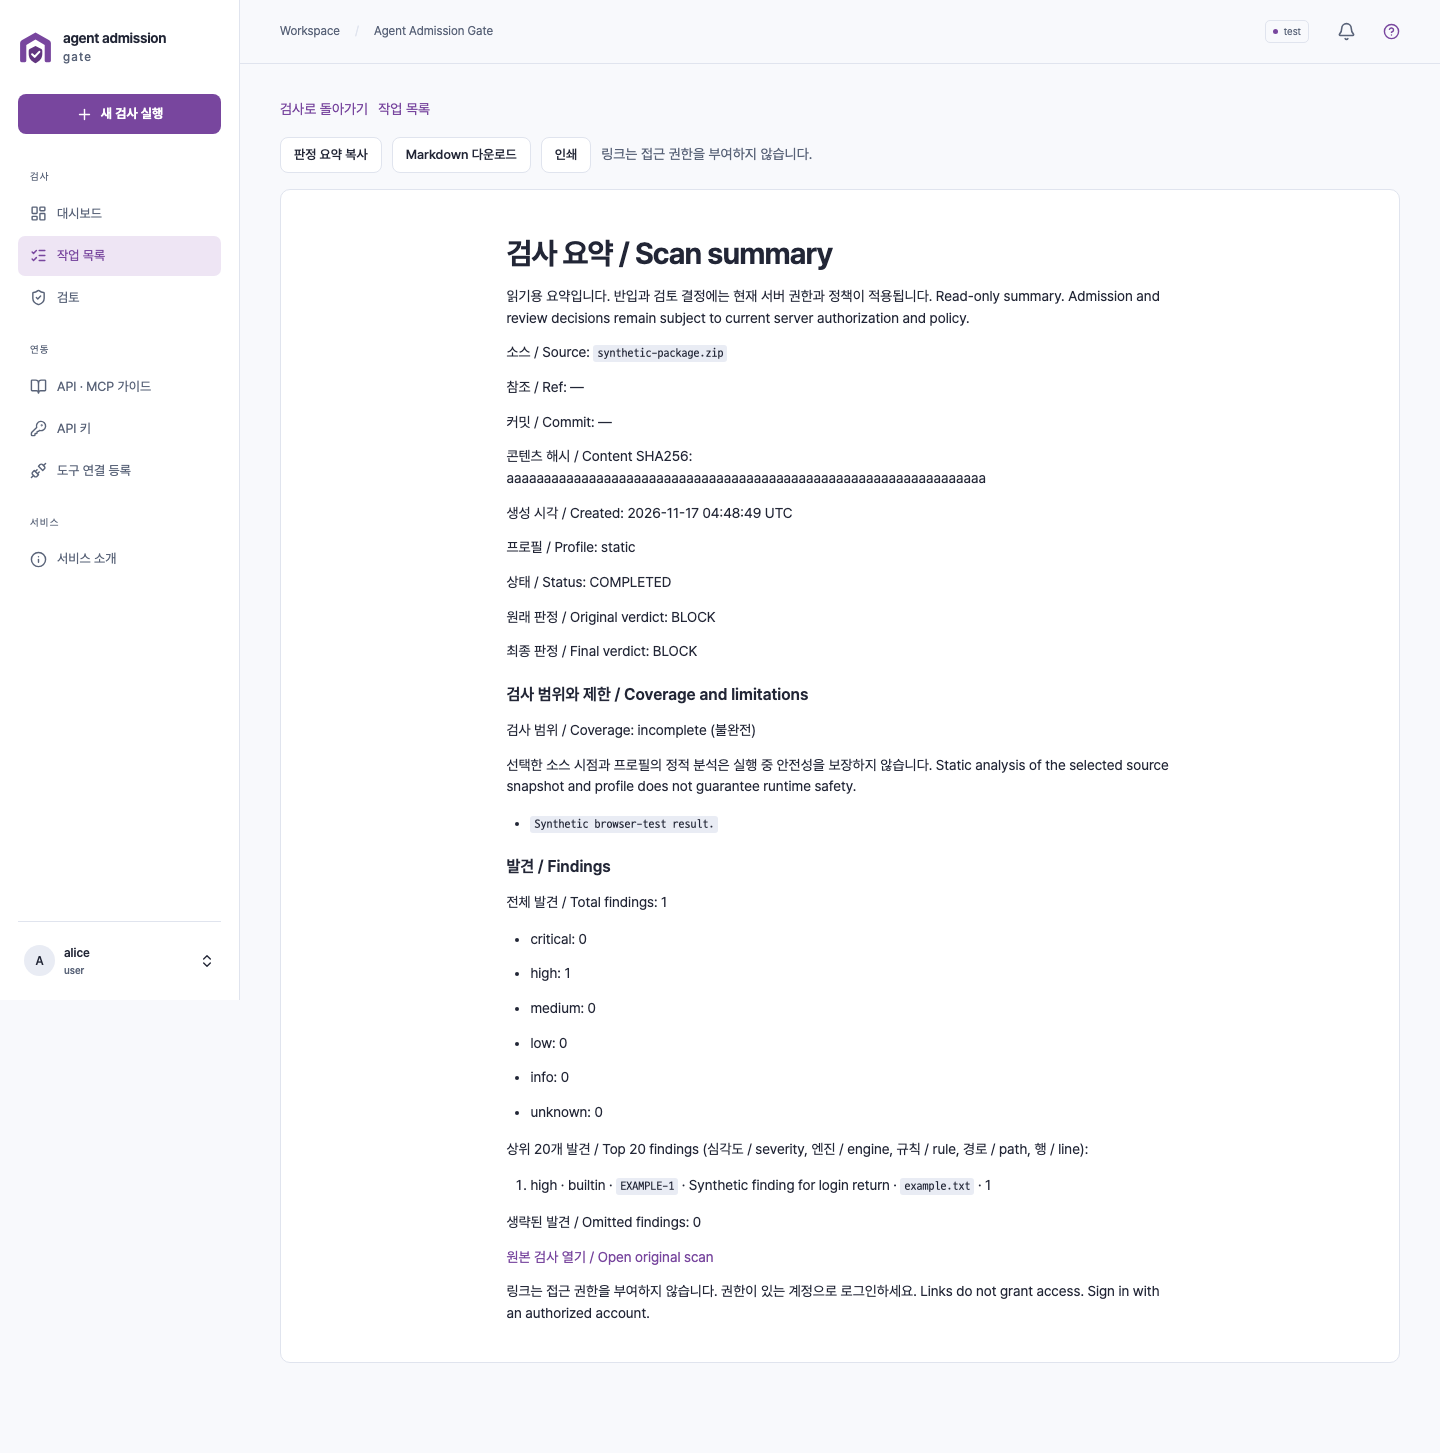 agent admission
gate
새 검사 실행
검사
대시보드
작업 목록
검토
연동
API · MCP 가이드
API 키
도구 연결 등록
서비스
서비스 소개
A
alice
user
Workspace / Agent Admission Gate
test
검사로 돌아가기 작업 목록
판정 요약 복사 Markdown 다운로드 인쇄 링크는 접근 권한을 부여하지 않습니다.
검사 요약 / Scan summary
읽기용 요약입니다. 반입과 검토 결정에는 현재 서버 권한과 정책이 적용됩니다. Read-only summary. Admission and
review decisions remain subject to current server authorization and policy.
소스 / Source: synthetic-package.zip
참조 / Ref: —
커밋 / Commit: —
콘텐츠 해시 / Content SHA256:
aaaaaaaaaaaaaaaaaaaaaaaaaaaaaaaaaaaaaaaaaaaaaaaaaaaaaaaaaaaaaaaa
생성 시각 / Created: 2026-11-17 04:48:49 UTC
프로필 / Profile: static
상태 / Status: COMPLETED
원래 판정 / Original verdict: BLOCK
최종 판정 / Final verdict: BLOCK
검사 범위와 제한 / Coverage and limitations
검사 범위 / Coverage: incomplete (불완전)
선택한 소스 시점과 프로필의 정적 분석은 실행 중 안전성을 보장하지 않습니다. Static analysis of the selected source
snapshot and profile does not guarantee runtime safety.
• Synthetic browser-test result.
발견 / Findings
전체 발견 / Total findings: 1
• critical: 0
• high: 1
• medium: 0
• low: 0
• info: 0
• unknown: 0
상위 20개 발견 / Top 20 findings (심각도 / severity, 엔진 / engine, 규칙 / rule, 경로 / path, 행 / line):
1. high · builtin · EXAMPLE-1 · Synthetic finding for login return · example.txt · 1
생략된 발견 / Omitted findings: 0
원본 검사 열기 / Open original scan
링크는 접근 권한을 부여하지 않습니다. 권한이 있는 계정으로 로그인하세요. Links do not grant access. Sign in with
an authorized account.